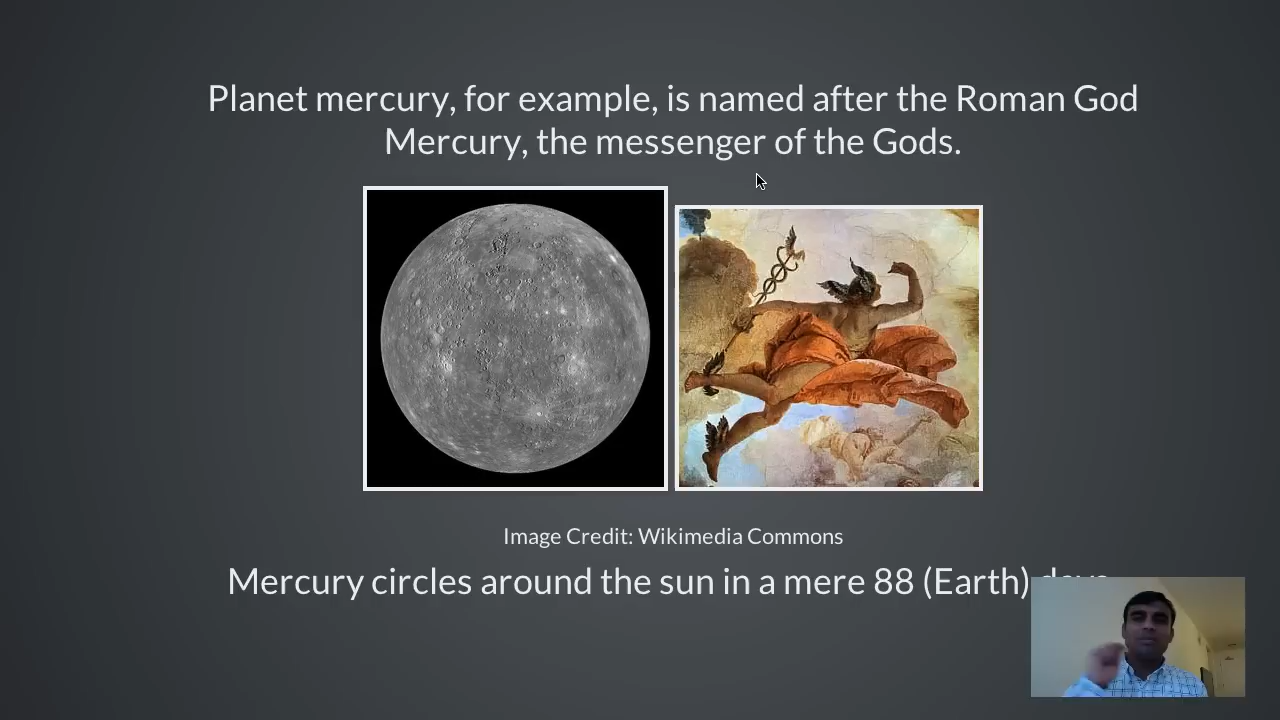 Planet mercury, for example, is named after the Roman God
Mercury, the messenger of the Gods.
Image Credit: Wikimedia Commons
Mercury circles around the sun in a mere 88 (Earth)